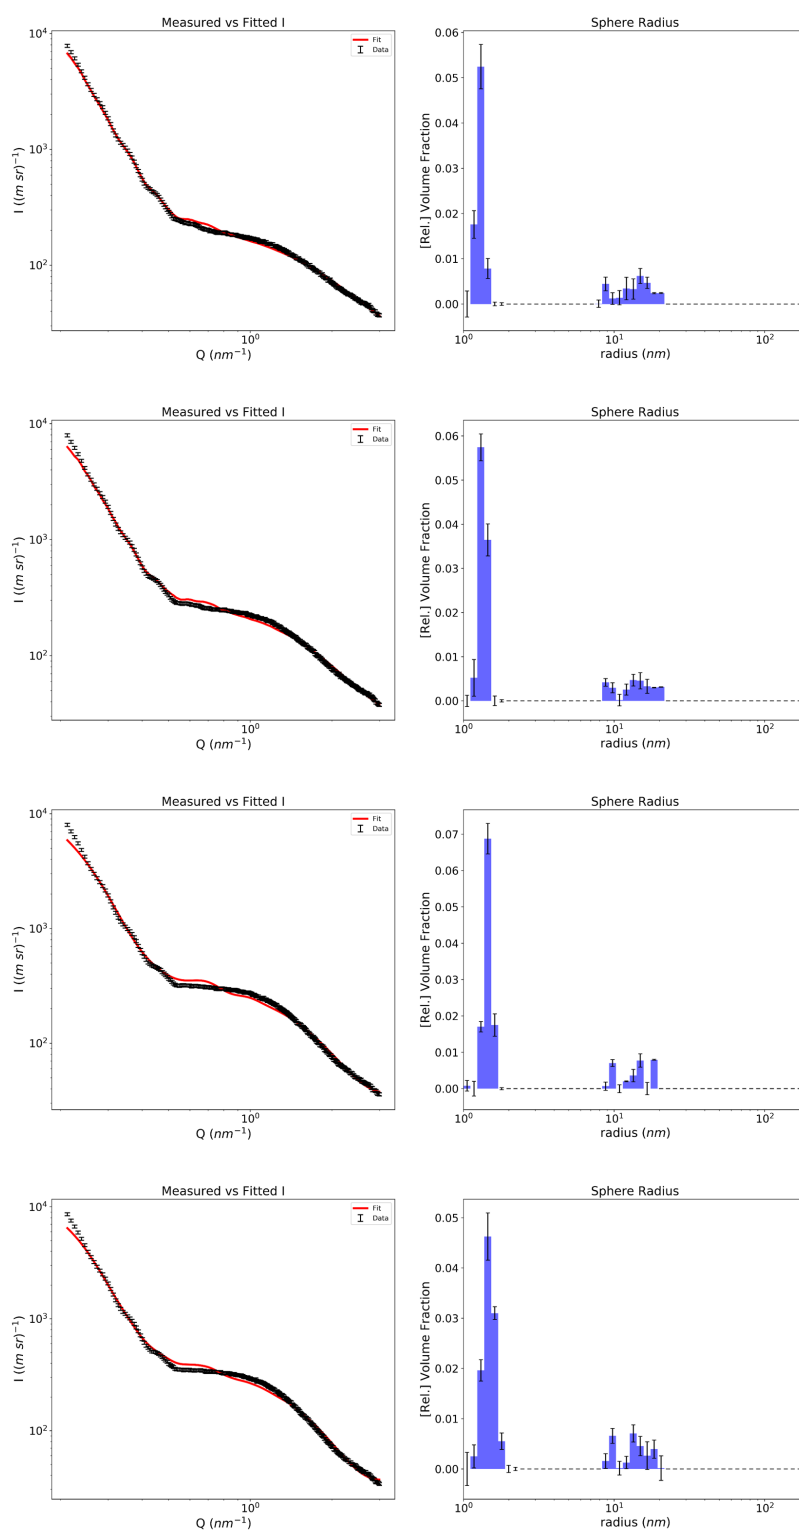 Measured vs Fitted I
Fit
Data
10⁴
10³
10²
I ((m sr)⁻¹)
10⁰
Q (nm⁻¹)
Sphere Radius
0.06
0.05
0.04
0.03
0.02
0.01
0.00
[Rel.] Volume Fraction
10⁰ 10¹ 10²
radius (nm)
Measured vs Fitted I
Fit
Data
10⁴
10³
10²
I ((m sr)⁻¹)
10⁰
Q (nm⁻¹)
Sphere Radius
0.06
0.05
0.04
0.03
0.02
0.01
0.00
[Rel.] Volume Fraction
10⁰ 10¹ 10²
radius (nm)
Measured vs Fitted I
Fit
Data
10⁴
10³
10²
I ((m sr)⁻¹)
10⁰
Q (nm⁻¹)
Sphere Radius
0.07
0.06
0.05
0.04
0.03
0.02
0.01
0.00
[Rel.] Volume Fraction
10⁰ 10¹ 10²
radius (nm)
Measured vs Fitted I
Fit
Data
10⁴
10³
10²
I ((m sr)⁻¹)
10⁰
Q (nm⁻¹)
Sphere Radius
0.05
0.04
0.03
0.02
0.01
0.00
[Rel.] Volume Fraction
10⁰ 10¹ 10²
radius (nm)